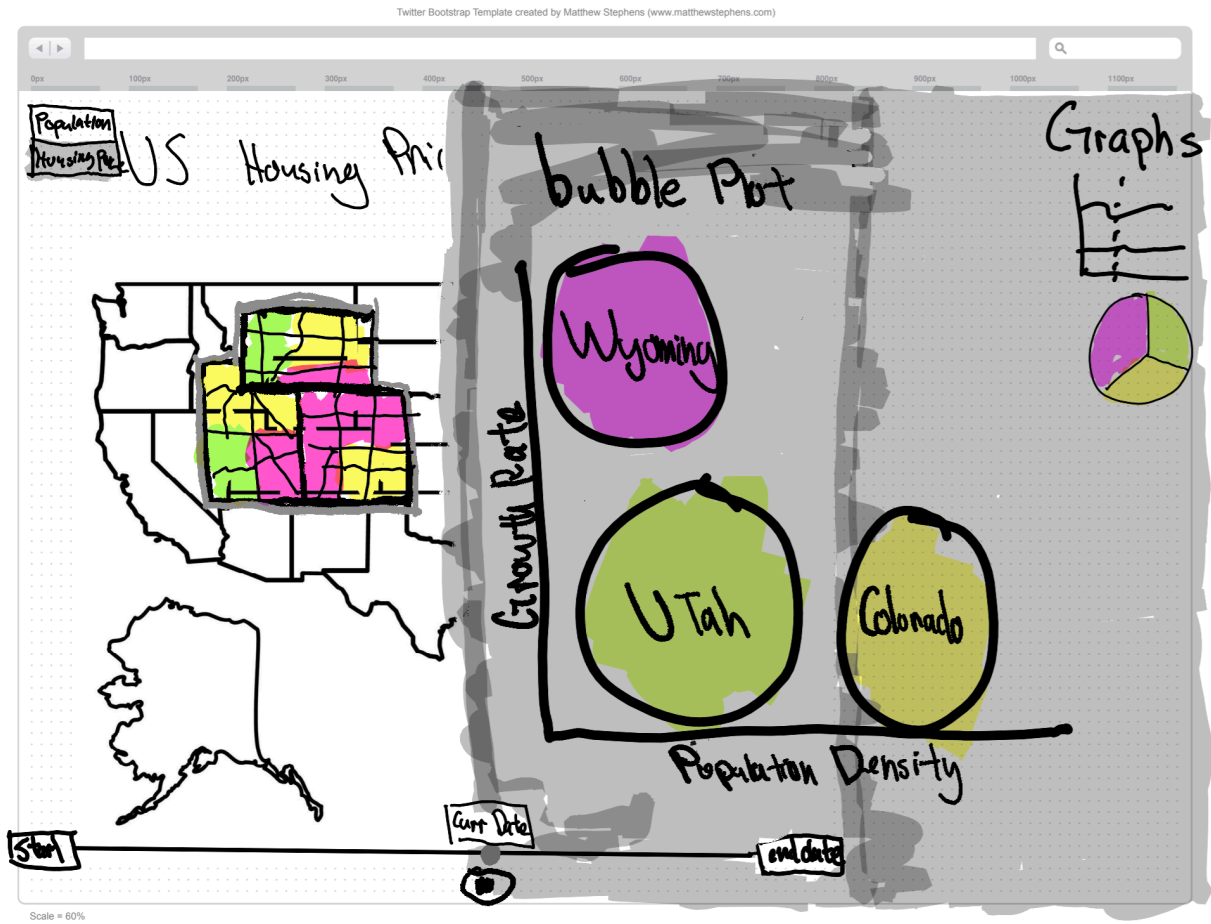 Twitter Bootstrap Template created by Matthew Stephens (www.matthewstephens.com)
0px 100px 200px 300px 400px 500px 600px 700px 800px 900px 1000px 1100px
Population
Housing
US Housing Pric
bubble Plot
Graphs
Wyoming
Growth Rate
Utah
Colorado
Population Density
Curr Date
Start
end date
Scale = 60%